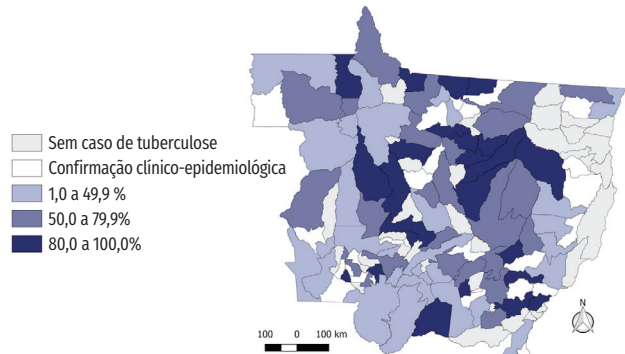 Sem caso de tuberculose
Confirmação clínico-epidemiológica
1,0 a 49,9 %
50,0 a 79,9%
80,0 a 100,0%
100 0 100 km
N